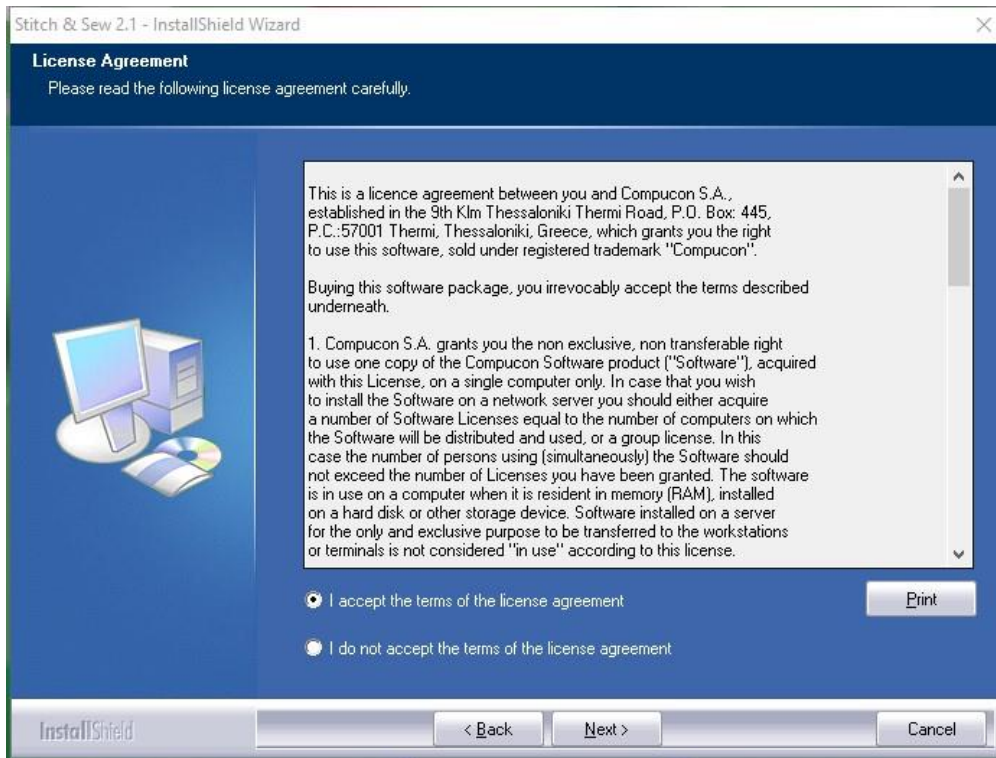 Stitch & Sew 2.1 - InstallShield Wizard
License Agreement
Please read the following license agreement carefully.
This is a licence agreement between you and Compucon S.A.,
established in the 9th Klm Thessaloniki Thermi Road, P.O. Box: 445,
P.C.:57001 Thermi, Thessaloniki, Greece, which grants you the right
to use this software, sold under registered trademark "Compucon".
Buying this software package, you irrevocably accept the terms described
underneath.
1. Compucon S.A. grants you the non exclusive, non transferable right
to use one copy of the Compucon Software product ("Software"), acquired
with this License, on a single computer only. In case that you wish
to install the Software on a network server you should either acquire
a number of Software Licenses equal to the number of computers on which
the Software will be distributed and used, or a group license. In this
case the number of persons using (simultaneously) the Software should
not exceed the number of Licenses you have been granted. The software
is in use on a computer when it is resident in memory (RAM), installed
on a hard disk or other storage device. Software installed on a server
for the only and exclusive purpose to be transferred to the workstations
or terminals is not considered "in use" according to this license.
I accept the terms of the license agreement
Print
I do not accept the terms of the license agreement
InstallShield
< Back
Next >
Cancel